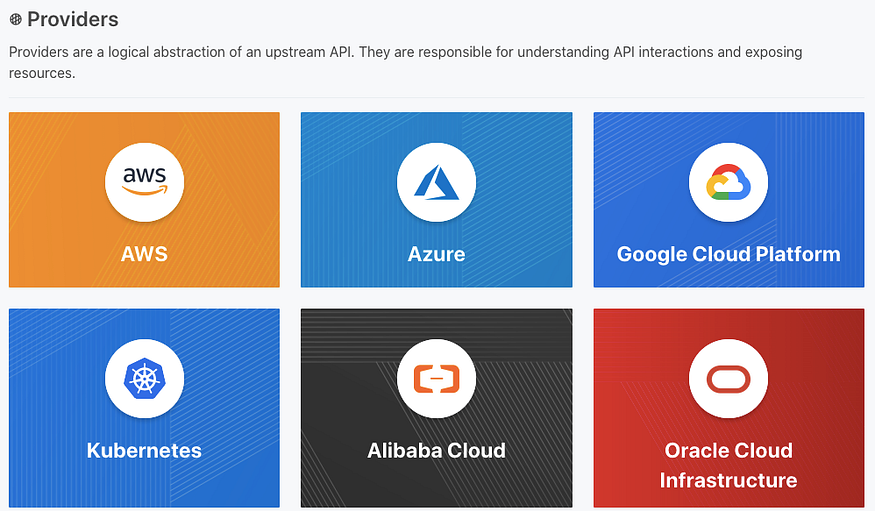 Providers
Providers are a logical abstraction of an upstream API. They are responsible for understanding API interactions and exposing
resources.
aws
AWS
Azure
Google Cloud Platform
Kubernetes
Alibaba Cloud
Oracle Cloud
Infrastructure